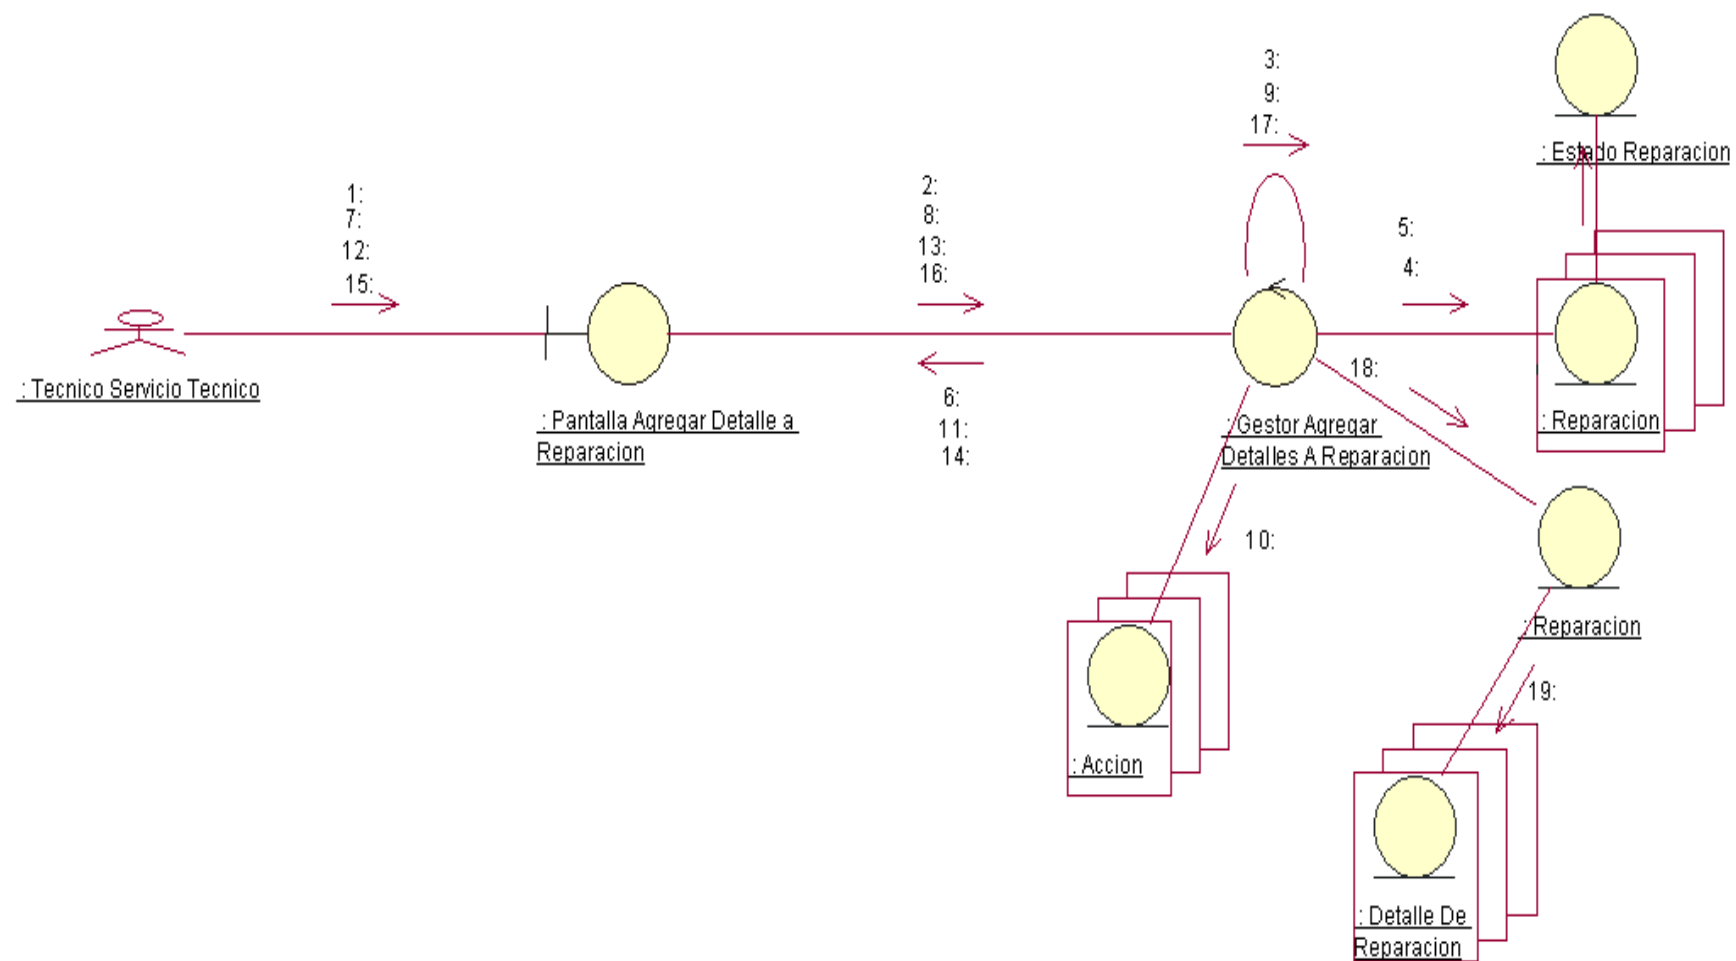 3:
9:
17:
: Estado Reparacion
1:
7:
12:
15:
2:
8:
13:
16:
5:
4:
: Tecnico Servicio Tecnico
6:
11:
14:
18:
: Pantalla Agregar Detalle a
Reparacion
: Gestor Agregar
Detalles A Reparacion
: Reparacion
10:
: Reparacion
19:
: Accion
: Detalle De
Reparacion